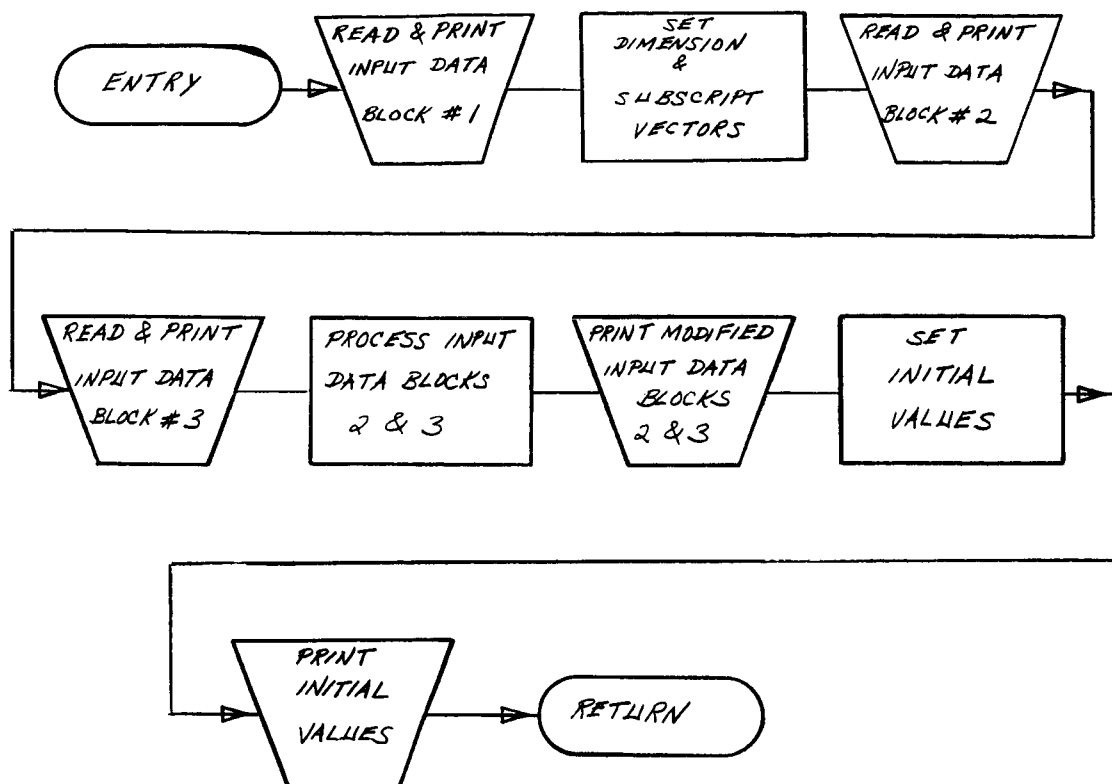 ENTRY
READ & PRINT
INPUT DATA
BLOCK #1
SET
DIMENSION
&
SUBSCRIPT
VECTORS
READ & PRINT
INPUT DATA
BLOCK #2
READ & PRINT
INPUT DATA
BLOCK #3
PROCESS INPUT
DATA BLOCKS
2 & 3
PRINT MODIFIED
INPUT DATA
BLOCKS
2 & 3
SET
INITIAL
VALUES
PRINT
INITIAL
VALUES
RETURN